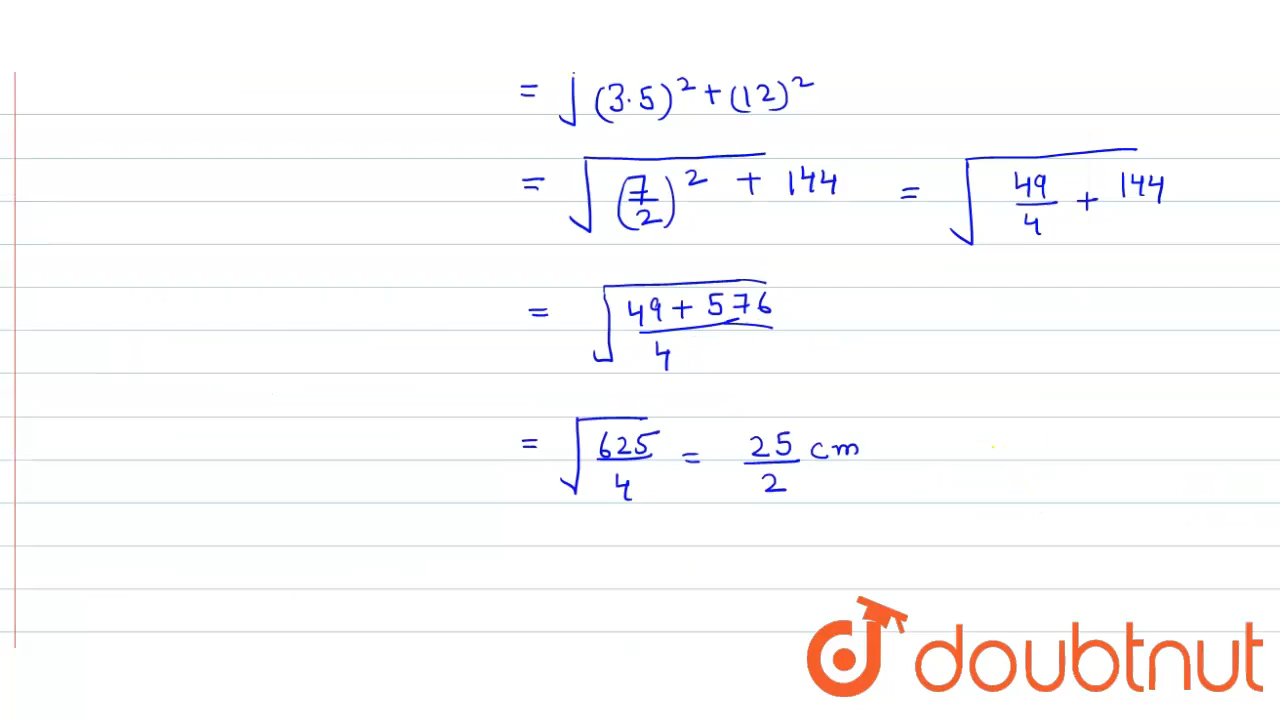 = √(3.5)² + (12)²
= √(7/2)² + 144 = √49/4 + 144
= √49 + 576/4
= √625/4 = 25/2 cm
doubtnut